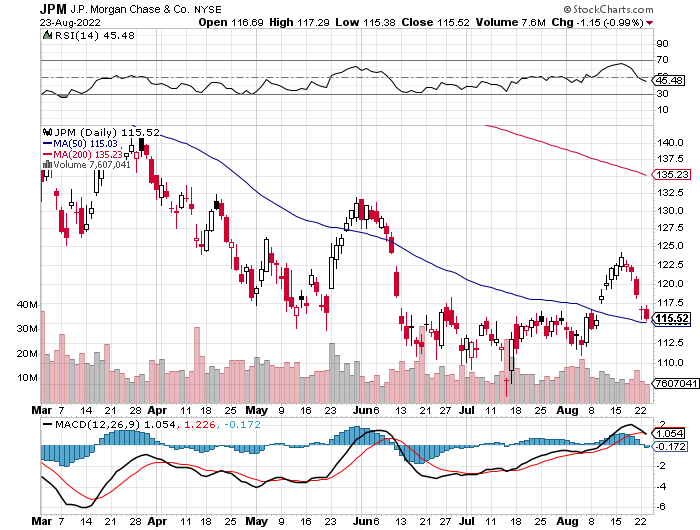 JPM J.P. Morgan Chase & Co. NYSE © StockCharts.com
23-Aug-2022 Open 116.69 High 117.29 Low 115.38 Close 115.52 Volume 7.6M Chg -1.15 (-0.99%)
RSI(14) 45.48
90
70
50
45.48
30
10
JPM (Daily) 115.52
MA(50) 115.03
MA(200) 135.23
Volume 7,607,041
140.0
137.5
135.23
132.5
130.0
127.5
125.0
122.5
120.0
117.5
115.52
112.5
110.0
40M
30M
20M
10M
7607041
Mar 7 14 21 Apr 11 18 25 May 9 16 23 Jun 6 13 21 27 Jul 11 18 25 Aug 8 15 22
MACD(12,26,9) 1.054, 1.226, -0.172
2
1.054
-0.172
-2
-4
-6
Mar 7 14 21 Apr 11 18 25 May 9 16 23 Jun 6 13 21 27 Jul 11 18 25 Aug 8 15 22